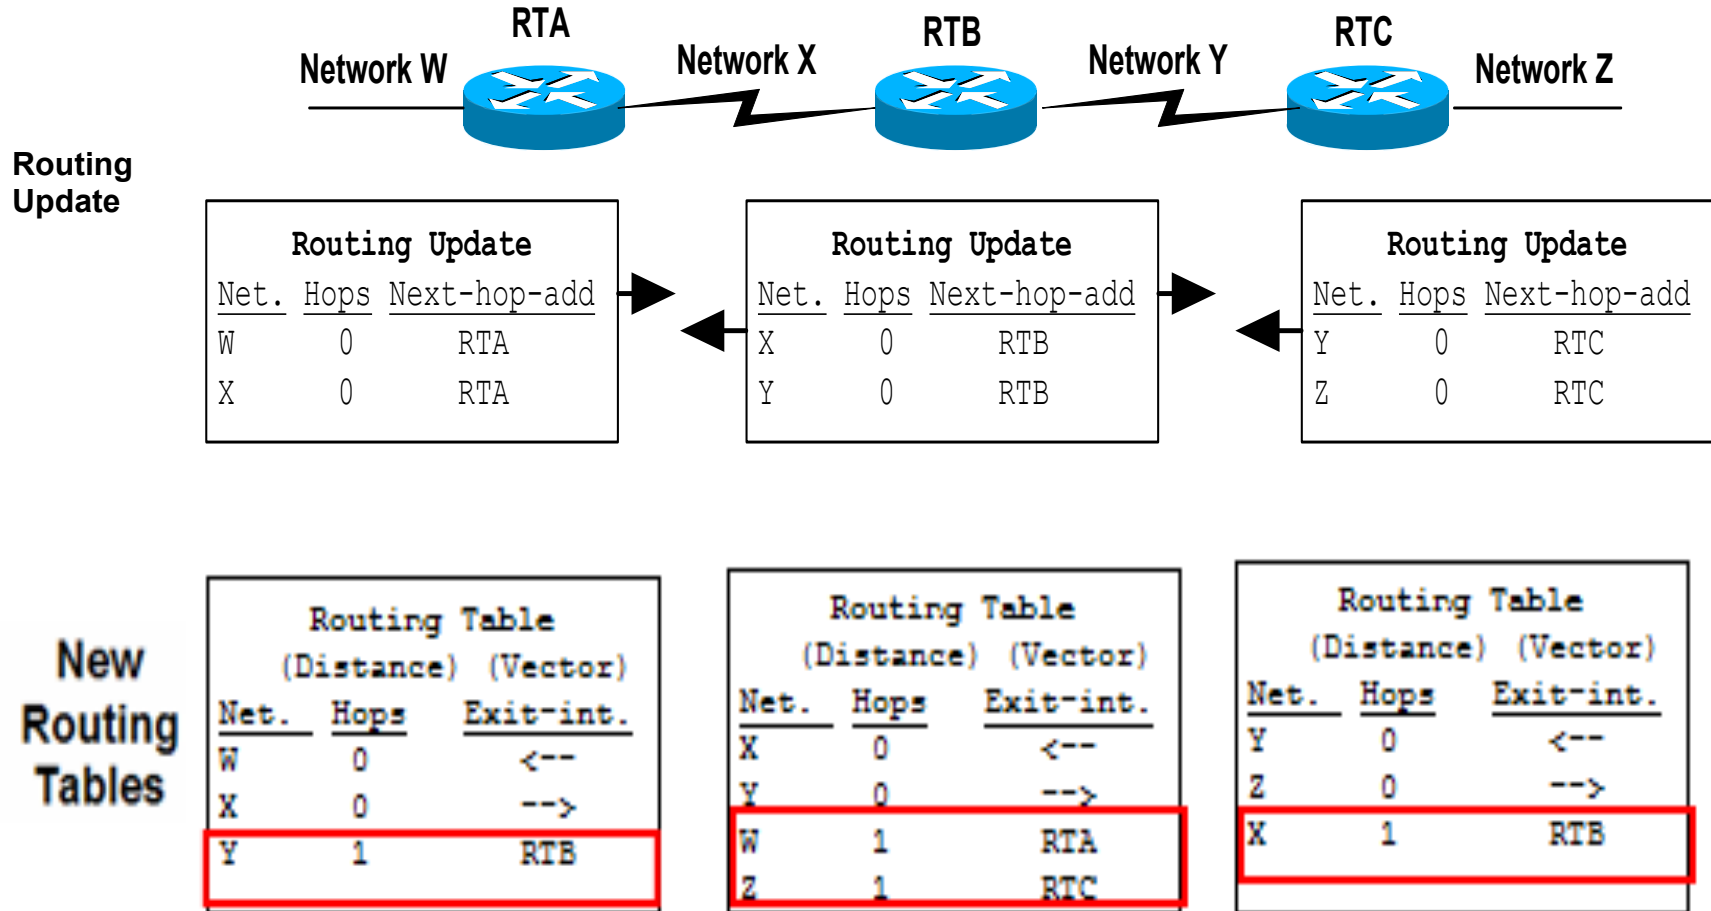 RTA
RTB
RTC
Network W
Network X
Network Y
Network Z
Routing
Update
Routing Update
Net. Hops Next-hop-add
W 0 RTA
X 0 RTA
Routing Update
Net. Hops Next-hop-add
X 0 RTB
Y 0 RTB
Routing Update
Net. Hops Next-hop-add
Y 0 RTC
Z 0 RTC
New
Routing
Tables
Routing Table
(Distance) (Vector)
Net. Hops Exit-int.
W 0 <--
X 0 -->
Y 1 RTB
Routing Table
(Distance) (Vector)
Net. Hops Exit-int.
X 0 <--
Y 0 -->
W 1 RTA
Z 1 RTC
Routing Table
(Distance) (Vector)
Net. Hops Exit-int.
Y 0 <--
Z 0 -->
X 1 RTB